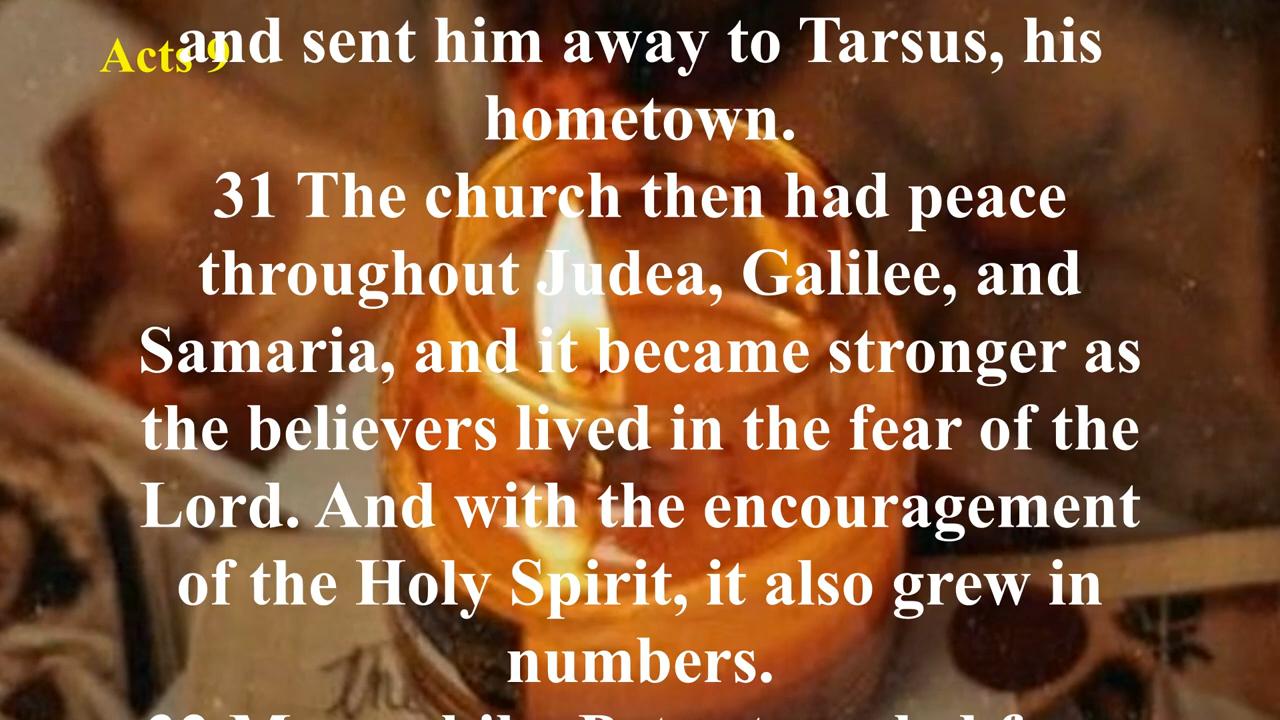 Acts 9
and sent him away to Tarsus, his
hometown.
31 The church then had peace
throughout Judea, Galilee, and
Samaria, and it became stronger as
the believers lived in the fear of the
Lord. And with the encouragement
of the Holy Spirit, it also grew in
numbers.